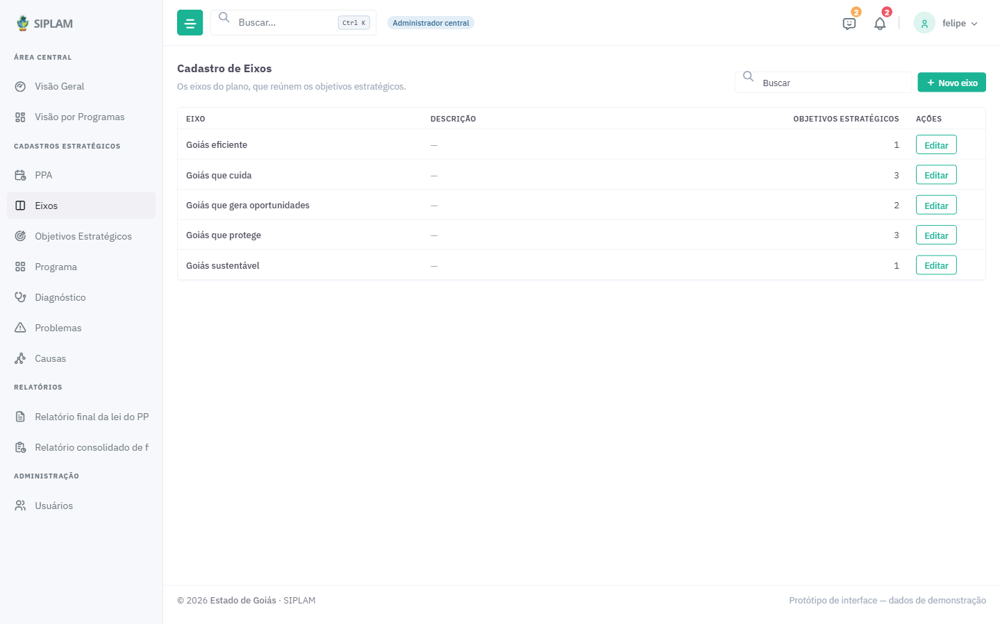 SIPLAM
ÁREA CENTRAL
Visão Geral
Visão por Programas
CADASTROS ESTRATÉGICOS
PPA
Eixos
Objetivos Estratégicos
Programa
Diagnóstico
Problemas
Causas
RELATÓRIOS
Relatório final da lei do PP
Relatório consolidado de f
ADMINISTRAÇÃO
Usuários
Buscar... Ctrl K Administrador central 2 2 felipe
Cadastro de Eixos
Os eixos do plano, que reúnem os objetivos estratégicos.
Buscar + Novo eixo
EIXO DESCRIÇÃO OBJETIVOS ESTRATÉGICOS AÇÕES
Goiás eficiente — 1 Editar
Goiás que cuida — 3 Editar
Goiás que gera oportunidades — 2 Editar
Goiás que protege — 3 Editar
Goiás sustentável — 1 Editar
© 2026 Estado de Goiás · SIPLAM Protótipo de interface — dados de demonstração